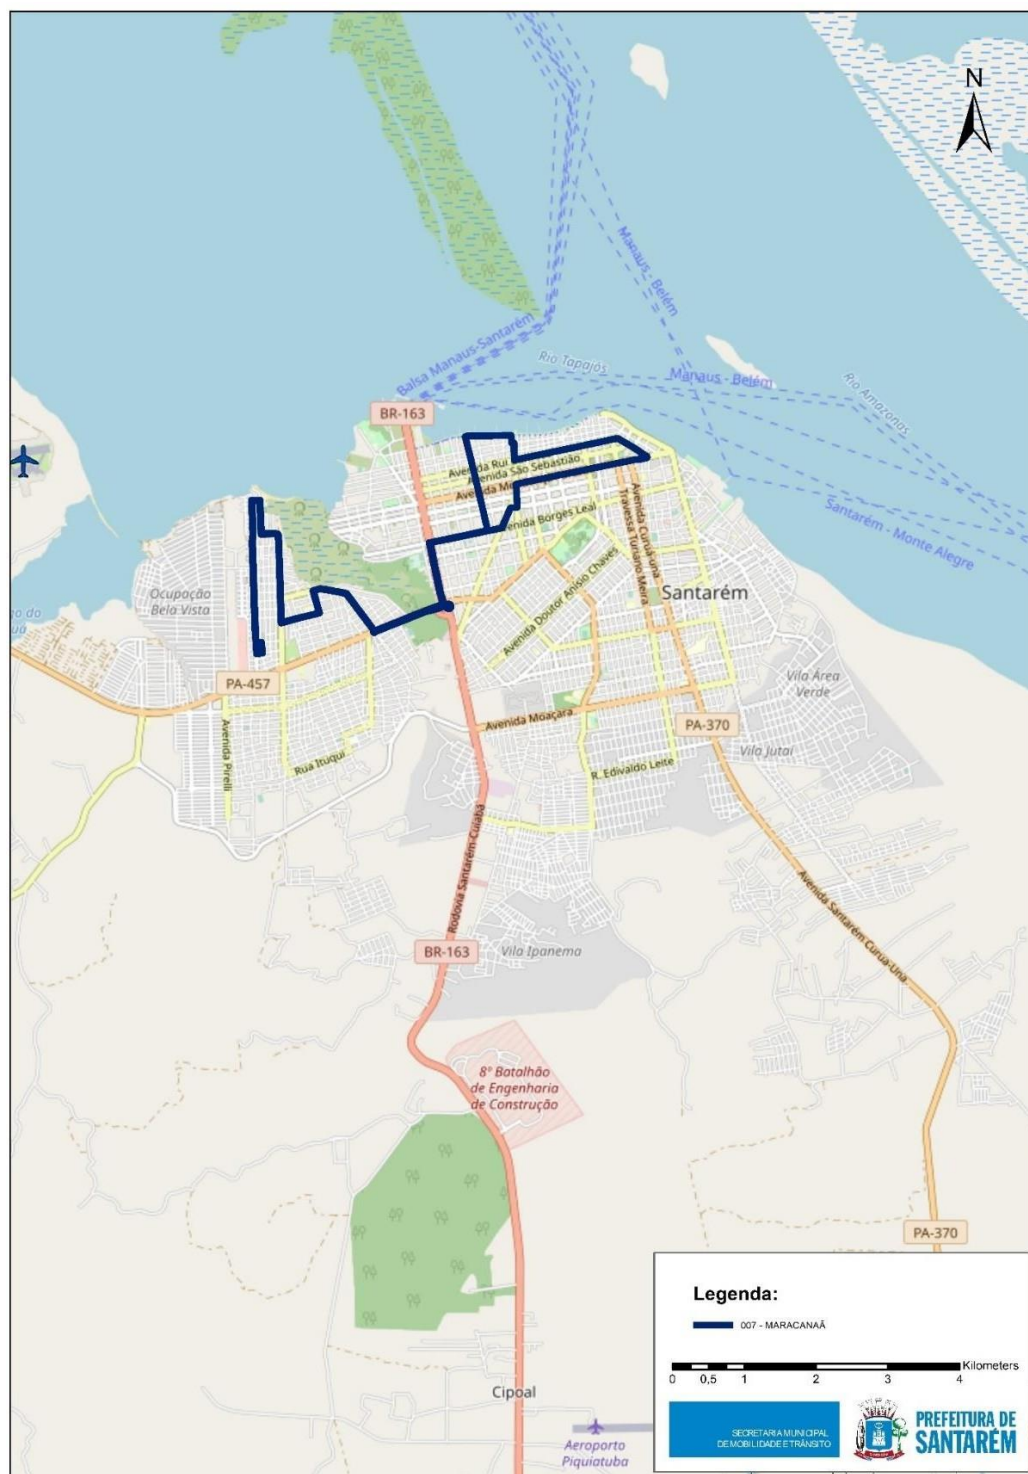 N
Manaus - Belém
Balsa Manaus-Santarém
Rio Tapajós
Manaus - Belém
Rio Amazonas
BR-163
Avenida Rui
Avenida São Sebastião
Avenida Me
Avenida Borges Leal
Santarém - Monte Alegre
Avenida Curuá-Una
Travessa Turiano Meira
Avenida Doutor Anísio Chaves
Santarém
Ocupação
Bela Vista
PA-457
Vila Área
Verde
Avenida Moaçara
PA-370
Vila Jutaí
Avenida Pirelli
Rua Ituqui
R. Edivaldo Leite
Rodovia Santarém-Cuiabá
Avenida Santarém Curuá-Una
BR-163
Vila Ipanema
8º Batalhão
de Engenharia
de Construção
PA-370
Cipoal
Aeroporto
Piquiatuba
Legenda:
007 - MARACANAÃ
Kilometers
0 0,5 1 2 3 4
SECRETARIA MUNICIPAL
DE MOBILIDADE E TRÂNSITO
PREFEITURA DE
SANTARÉM